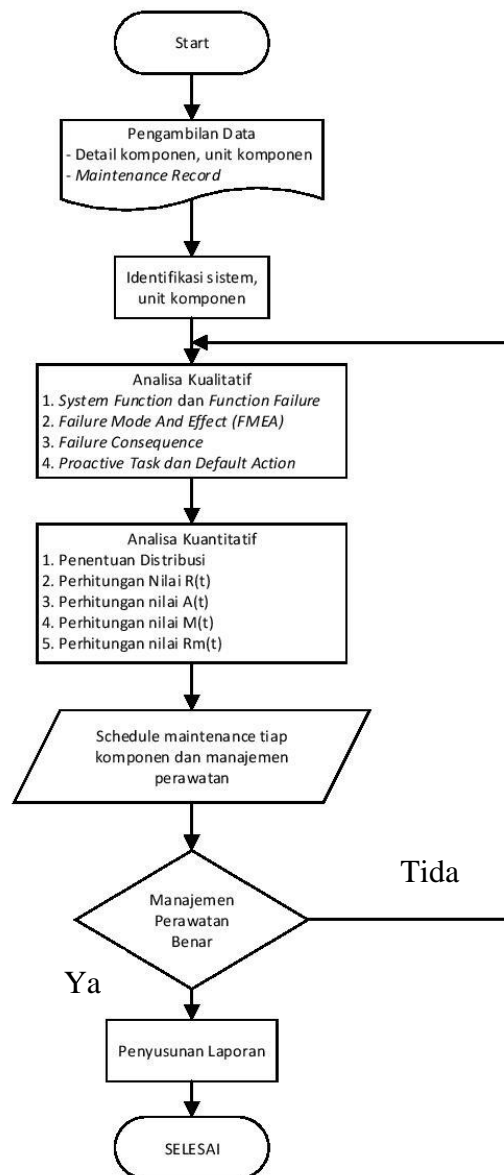 Start
Pengambilan Data
- Detail komponen, unit komponen
- Maintenance Record
Identifikasi sistem,
unit komponen
Analisa Kualitatif
1. System Function dan Function Failure
2. Failure Mode And Effect (FMEA)
3. Failure Consequence
4. Proactive Task dan Default Action
Analisa Kuantitatif
1. Penentuan Distribusi
2. Perhitungan Nilai R(t)
3. Perhitungan nilai A(t)
4. Perhitungan nilai M(t)
5. Perhitungan nilai Rm(t)
Schedule maintenance tiap
komponen dan manajemen
perawatan
Manajemen
Perawatan
Benar
Tida
Ya
Penyusunan Laporan
SELESAI